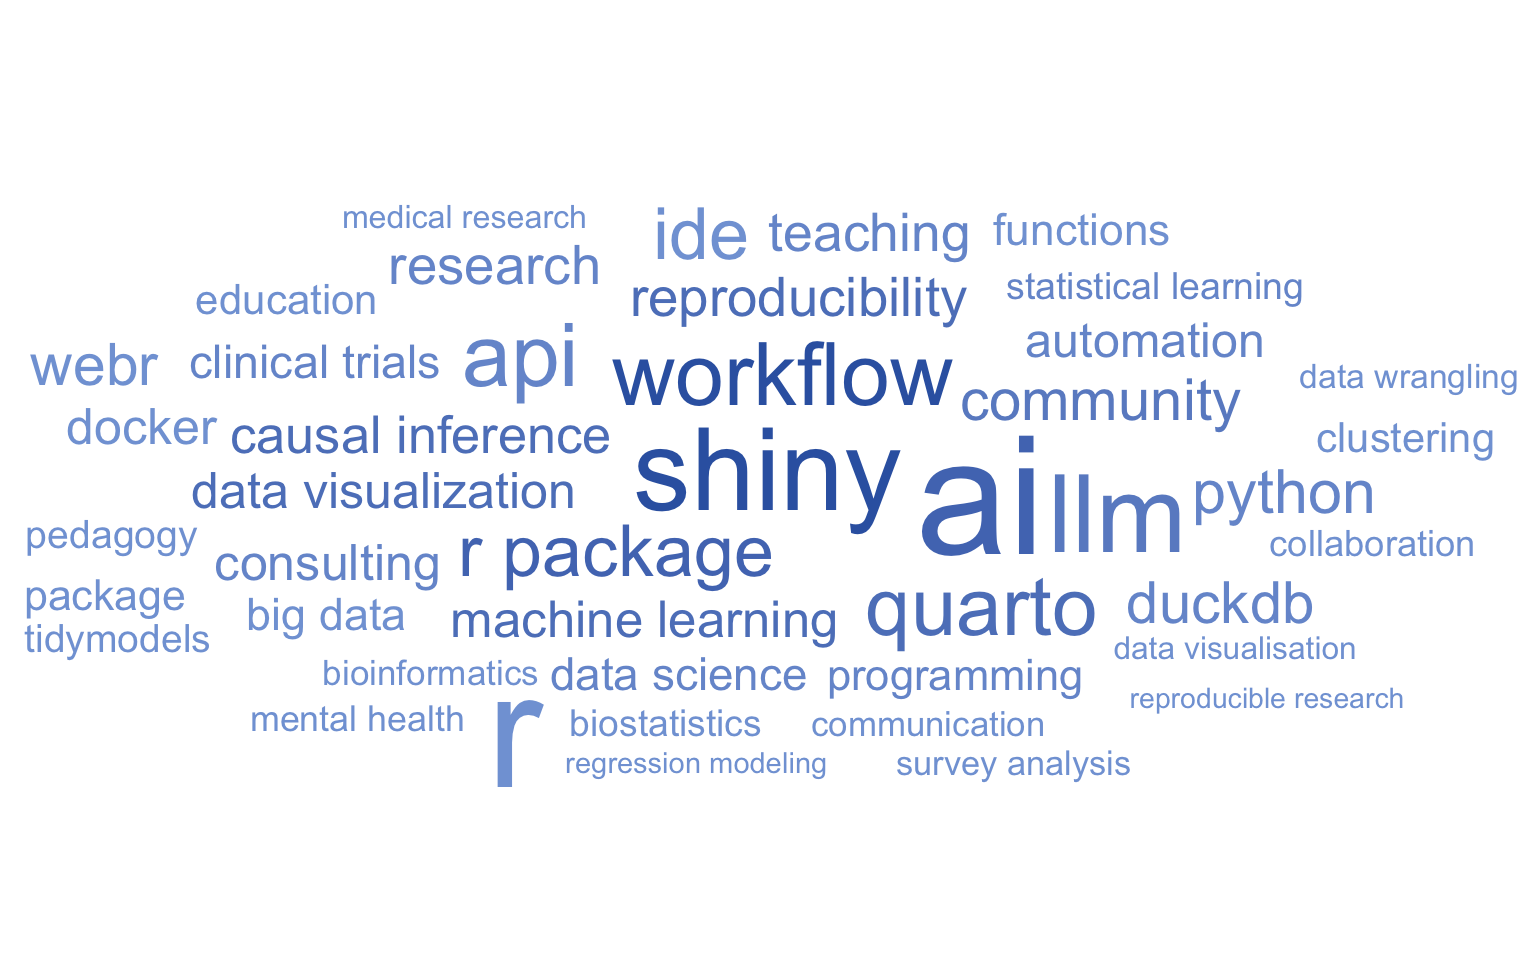 medical research
ide
teaching
functions
research
education
reproducibility
statistical learning
webr
clinical trials
api
workflow
automation
data wrangling
docker
causal inference
community
clustering
data visualization
shiny
ai
llm
python
pedagogy
consulting
r package
collaboration
package
big data
machine learning
quarto
duckdb
tidymodels
data visualisation
bioinformatics
data science
programming
reproducible research
mental health
r
biostatistics
communication
regression modeling
survey analysis